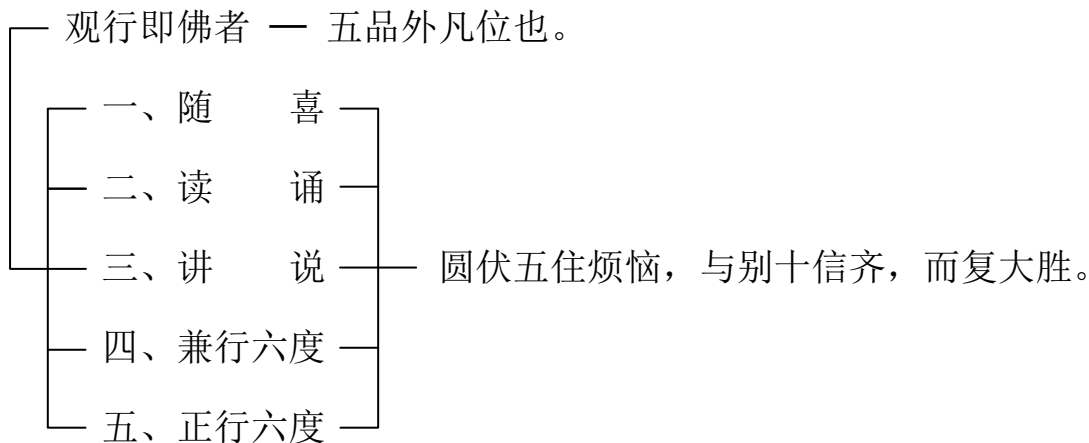 观行即佛者 — 五品外凡位也。
一、随　　喜
二、读　　诵
三、讲　　说 — 圆伏五住烦恼，与别十信齐，而复大胜。
四、兼行六度
五、正行六度